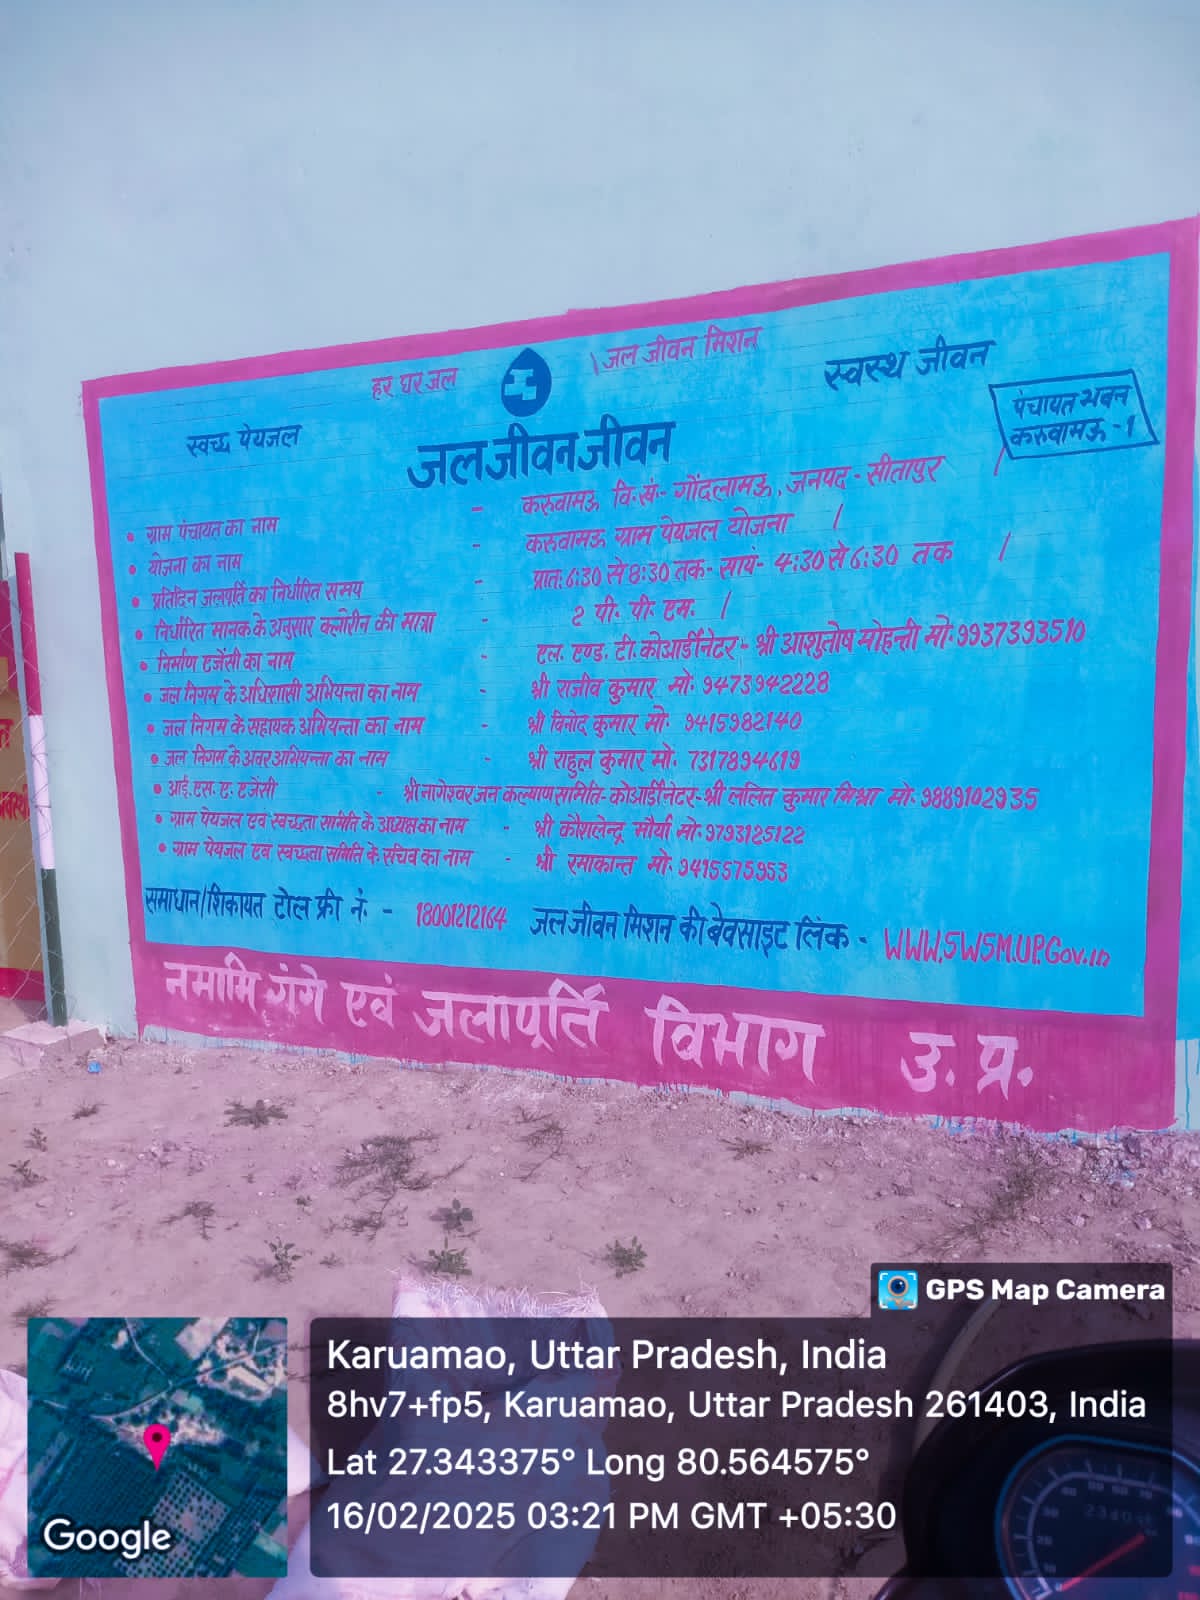 हर घर जल
जल जीवन मिशन
स्वच्छ पेयजल
जल जीवन जीवन
स्वस्थ जीवन
पंचायत भवन
करुवामऊ - 1
• ग्राम पंचायत का नाम - करुवामऊ वि.खं:- गोंदलामऊ, जनपद - सीतापुर
• योजना का नाम - करुवामऊ ग्राम पेयजल योजना
• प्रतिदिन जलपूर्ति का निर्धारित समय - प्रात: 6:30 से 8:30 तक - सायं- 4:30 से 6:30 तक
• निर्धारित मानक के अनुसार क्लोरीन की मात्रा - 2 पी. पी. एम.
• निर्माण एजेंसी का नाम - एल. एण्ड. टी. कोआर्डीनेटर - श्री आशुतोष मोहन्ती मो. 9937393510
• जल निगम के अधिशासी अभियन्ता का नाम - श्री राजीव कुमार मो. 9473942228
• जल निगम के सहायक अभियन्ता का नाम - श्री विनोद कुमार मो. 9415982140
• जल निगम के अवर अभियन्ता का नाम - श्री राहुल कुमार मो. 7317894619
• आई. एस. ए. एजेंसी - श्री नागेश्वर जन कल्याण समिति - कोआर्डीनेटर - श्री ललित कुमार मिश्रा मो. 9889102935
• ग्राम पेयजल एवं स्वच्छता समिति के अध्यक्ष का नाम - श्री कौशलेन्द्र मौर्या मो. 9793125122
• ग्राम पेयजल एवं स्वच्छता समिति के सचिव का नाम - श्री रमाकान्त मो. 9415575953
समाधान/शिकायत टोल फ्री नं. - 18001212164 जल जीवन मिशन की बेवसाइट लिंक - WWW.SWSM.UP.Gov.in
नमामि गंगे एवं जलापूर्ति विभाग उ. प्र.
GPS Map Camera
Karuamao, Uttar Pradesh, India
8hv7+fp5, Karuamao, Uttar Pradesh 261403, India
Lat 27.343375° Long 80.564575°
16/02/2025 03:21 PM GMT +05:30
Google